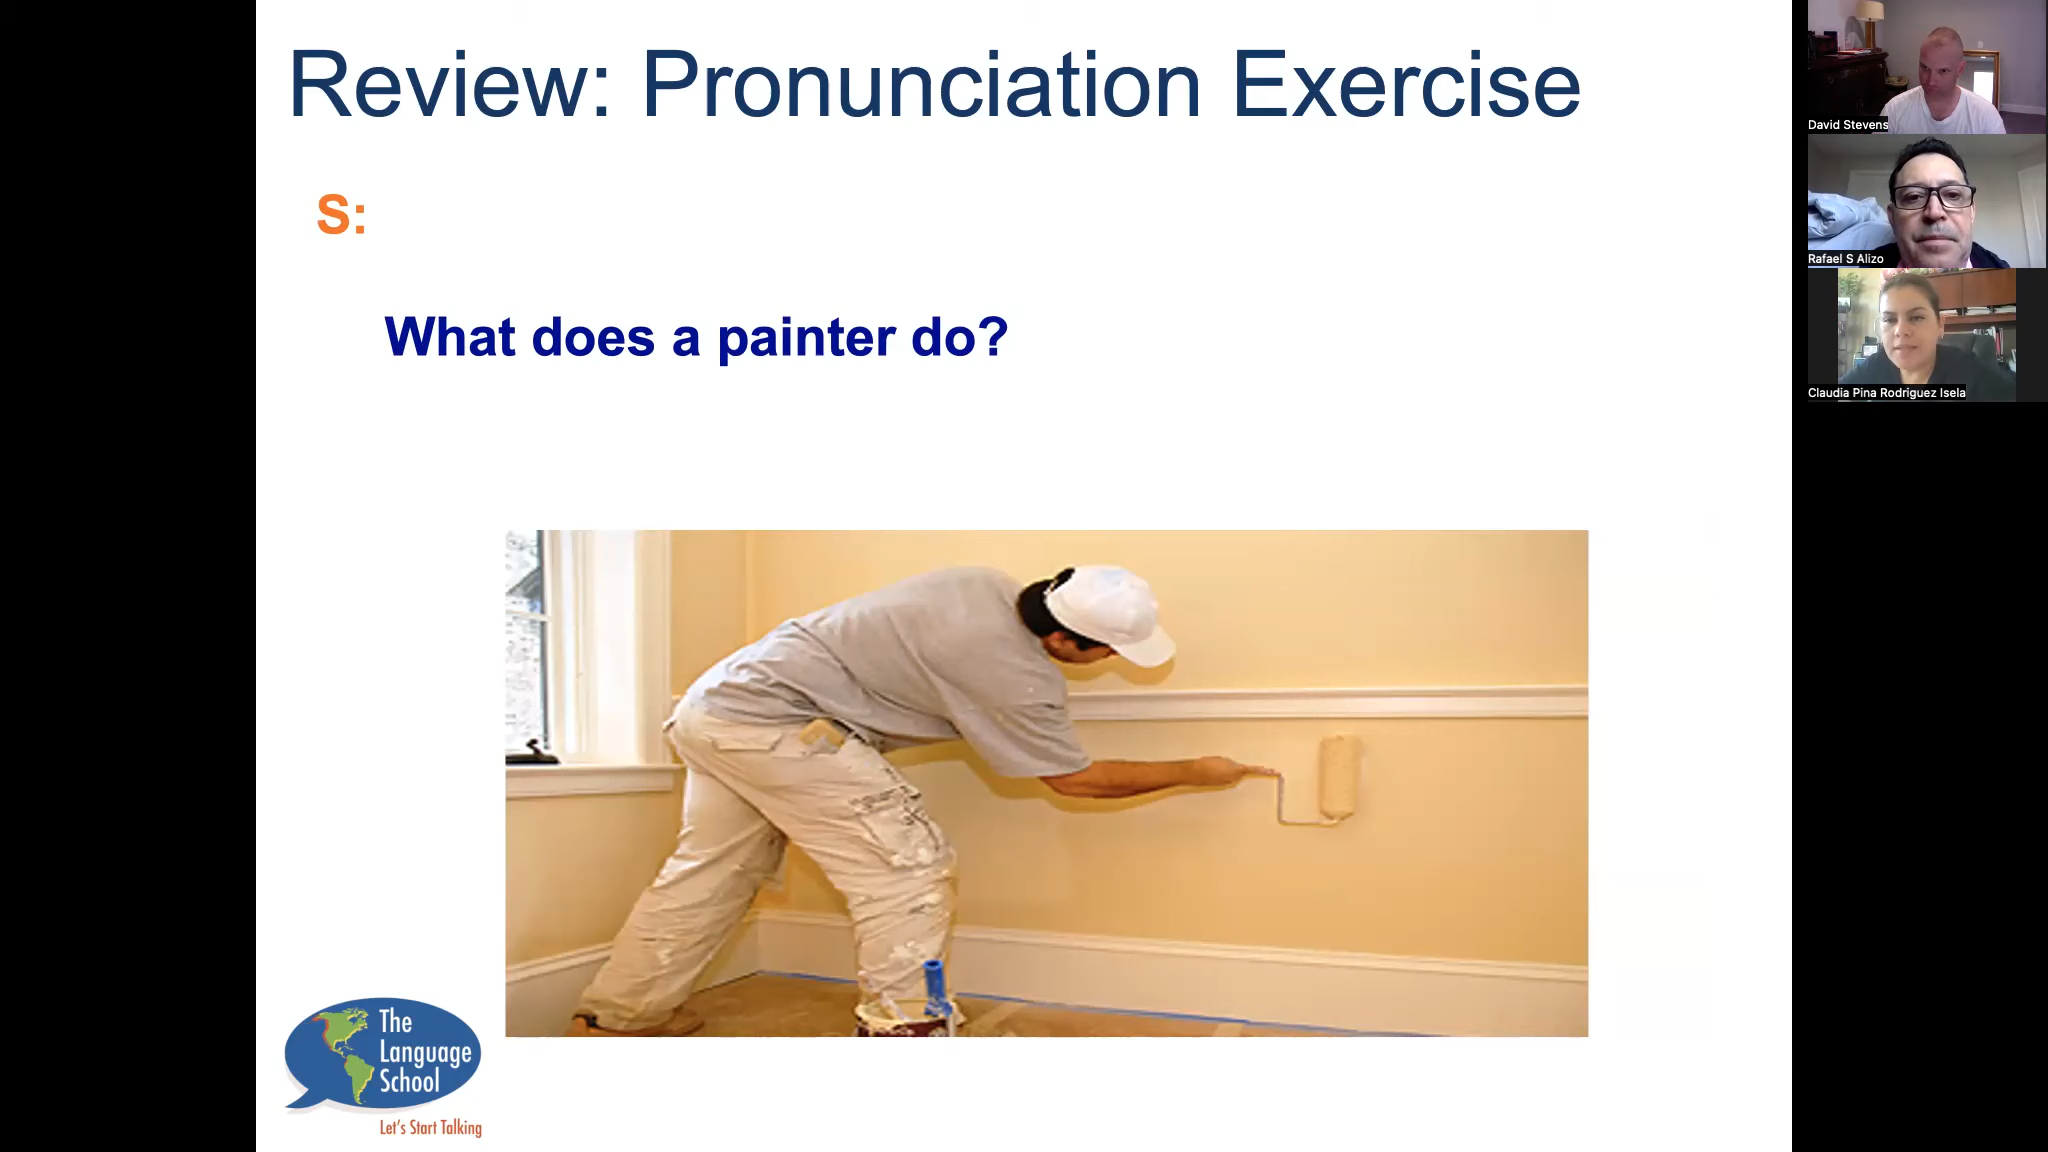 Review: Pronunciation Exercise
S:
What does a painter do?
The
Language
School
Let's Start Talking
David Stevens
Rafael S Alizo
Claudia Pina Rodriguez Isela